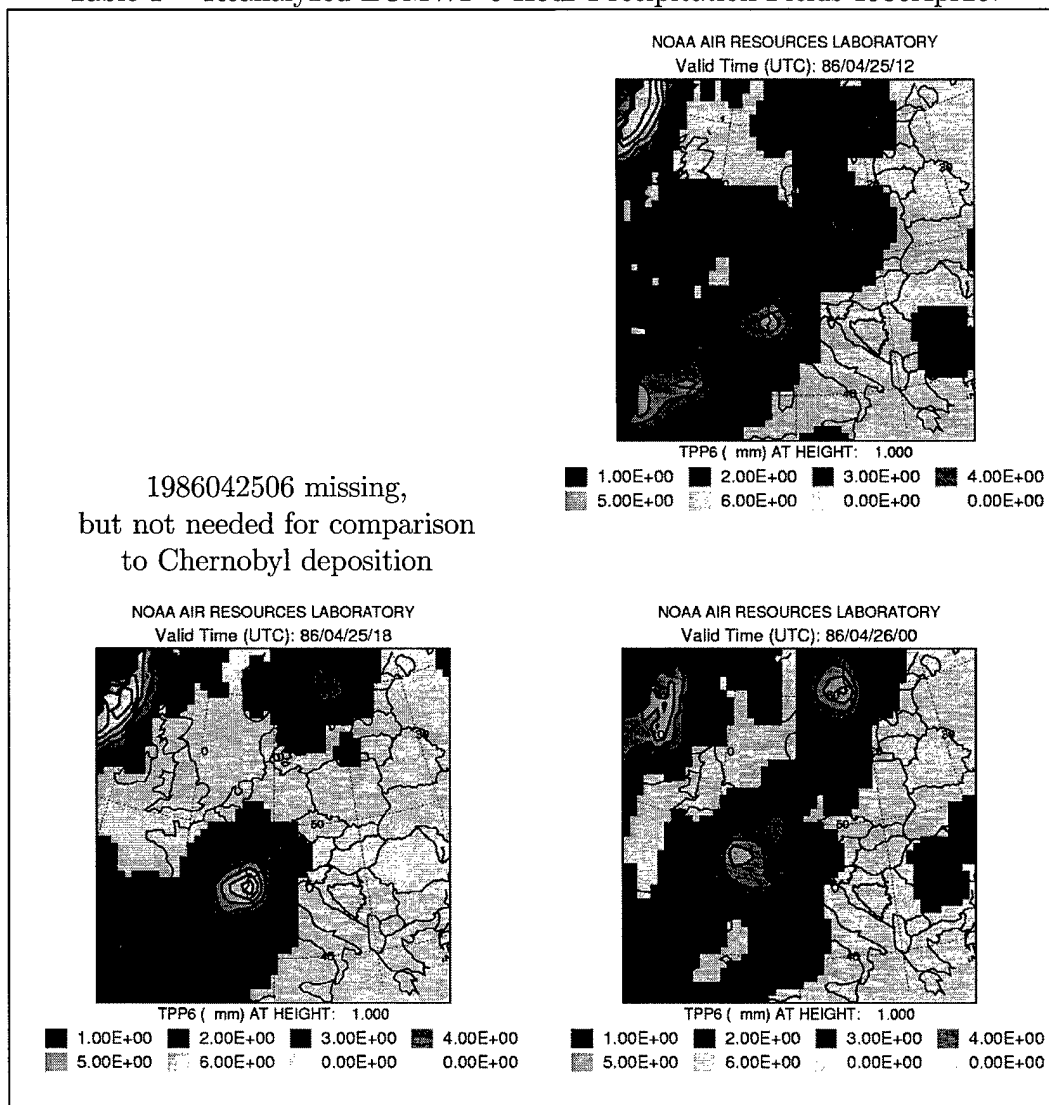 NOAA AIR RESOURCES LABORATORY
Valid Time (UTC): 86/04/25/12
TPP6 ( mm) AT HEIGHT: 1.000
1.00E+00 2.00E+00 3.00E+00 4.00E+00
5.00E+00 6.00E+00 0.00E+00 0.00E+00
1986042506 missing,
but not needed for comparison
to Chernobyl deposition
NOAA AIR RESOURCES LABORATORY
Valid Time (UTC): 86/04/25/18
0
50
TPP6 ( mm) AT HEIGHT: 1.000
1.00E+00 2.00E+00 3.00E+00 4.00E+00
5.00E+00 6.00E+00 0.00E+00 0.00E+00
NOAA AIR RESOURCES LABORATORY
Valid Time (UTC): 86/04/26/00
0
50
TPP6 ( mm) AT HEIGHT: 1.000
1.00E+00 2.00E+00 3.00E+00 4.00E+00
5.00E+00 6.00E+00 0.00E+00 0.00E+00